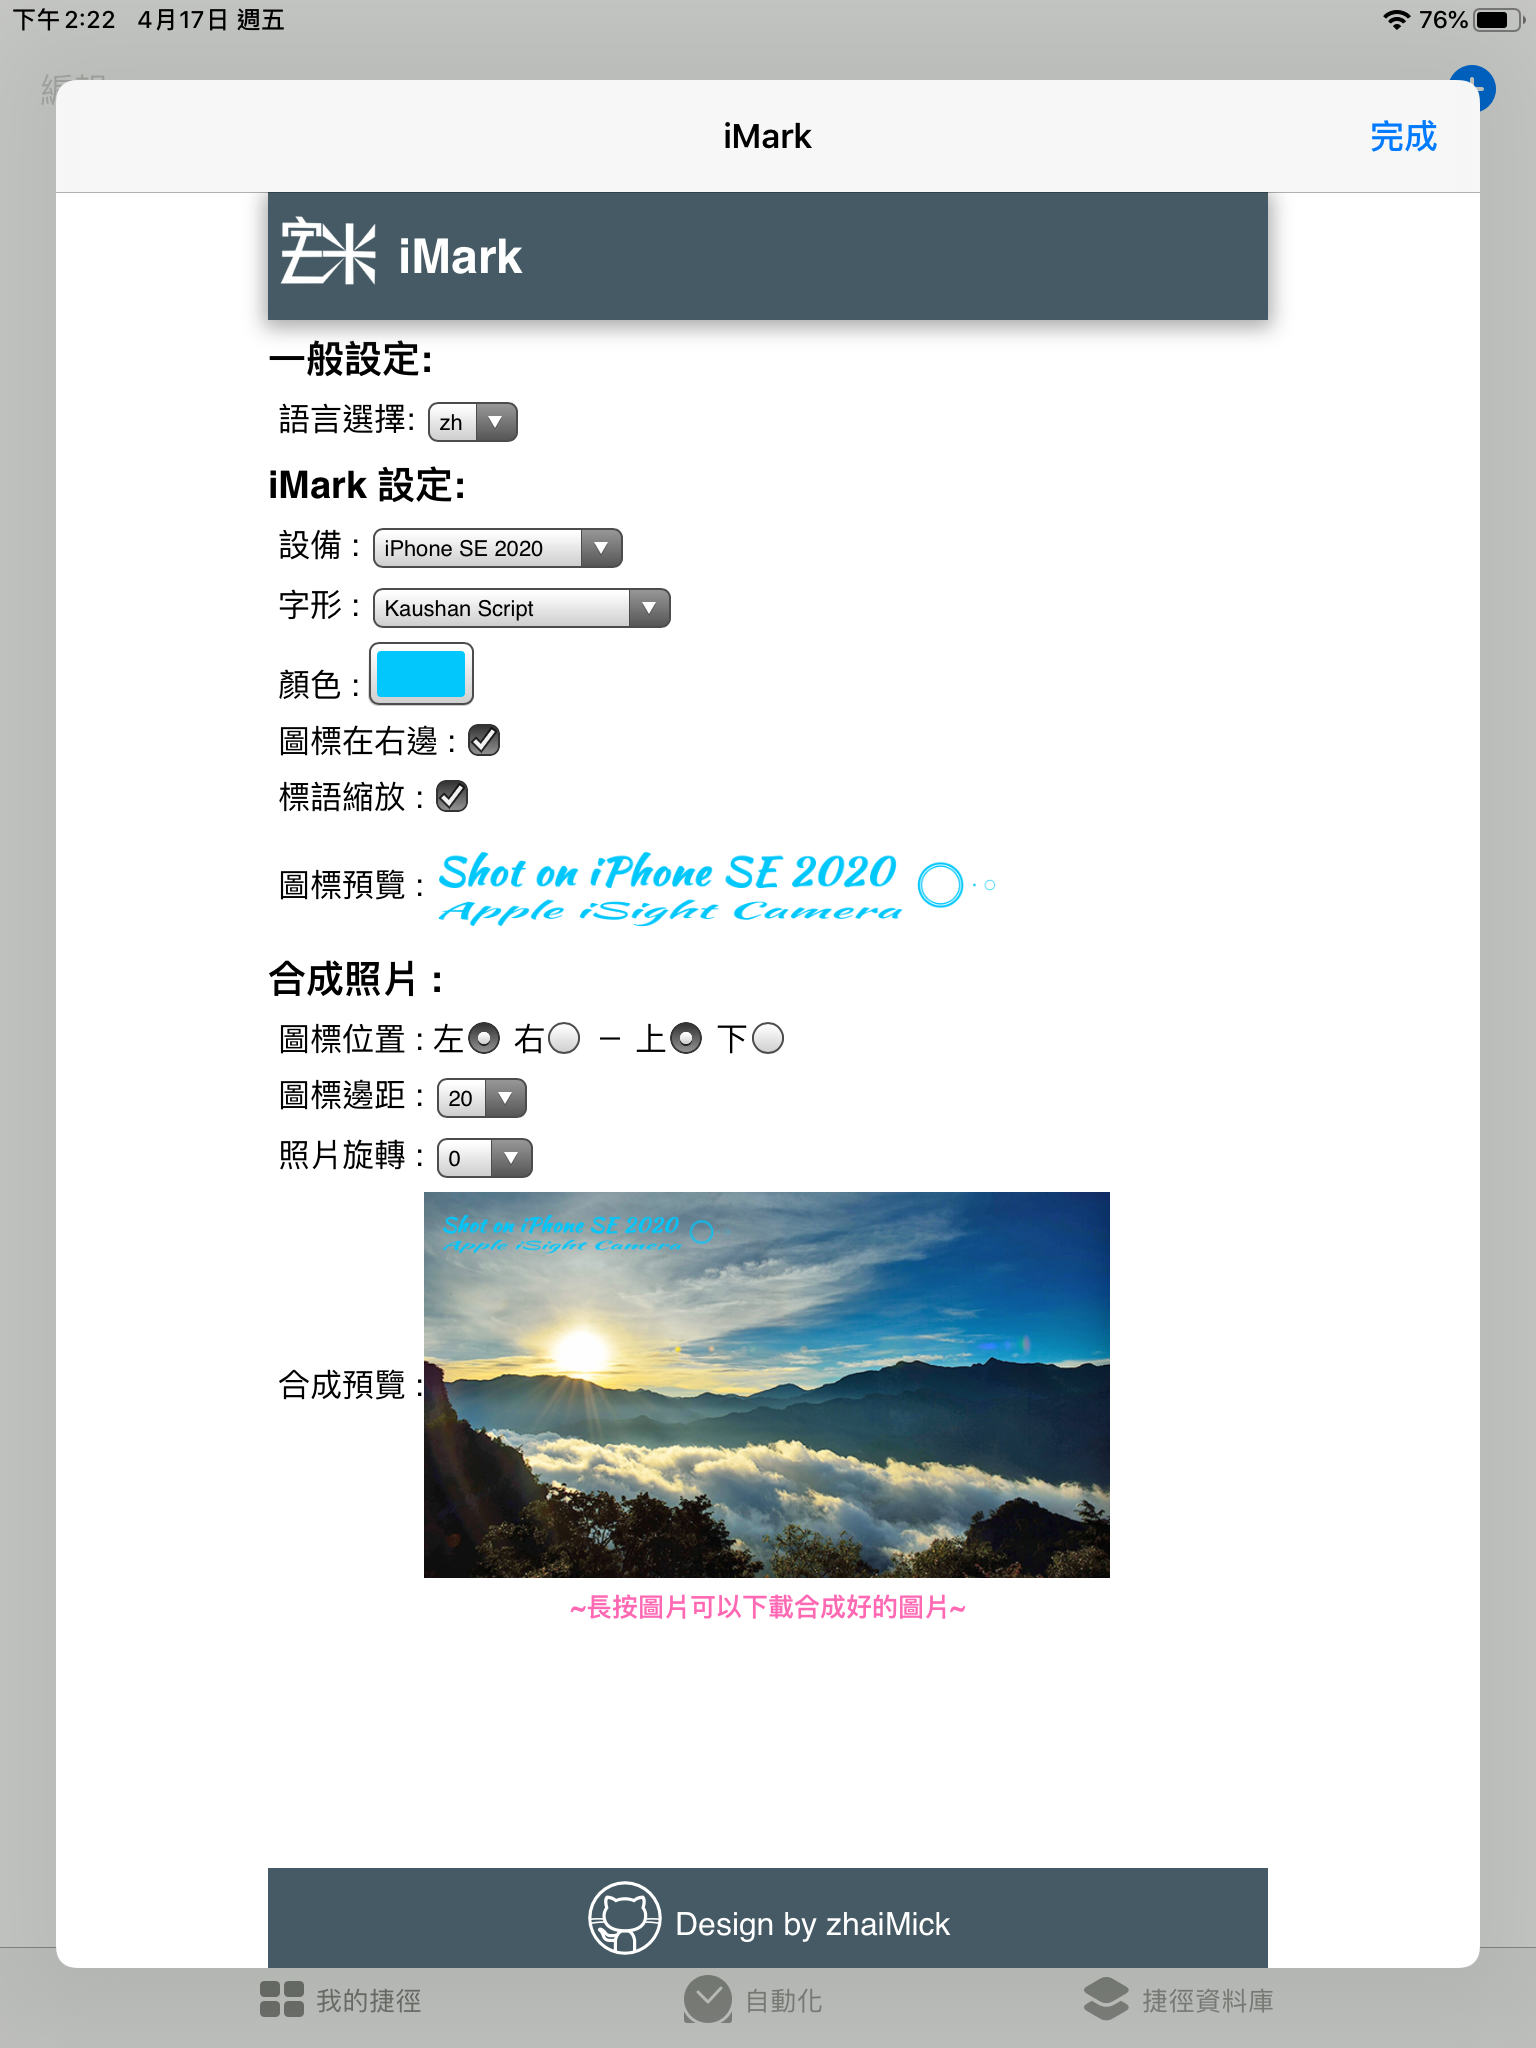 下午2:22 4月17日 週五 76%
iMark 完成
iMark
一般設定:
語言選擇: zh
iMark 設定:
設備 : iPhone SE 2020
字形 : Kaushan Script
顏色 :
圖標在右邊 :
標語縮放 :
圖標預覽 : Shot on iPhone SE 2020
Apple iSight Camera
合成照片 :
圖標位置 : 左 右 – 上 下
圖標邊距 : 20
照片旋轉 : 0
Shot on iPhone SE 2020
Apple iSight Camera
合成預覽 :
~長按圖片可以下載合成好的圖片~
Design by zhaiMick
我的捷徑 自動化 捷徑資料庫